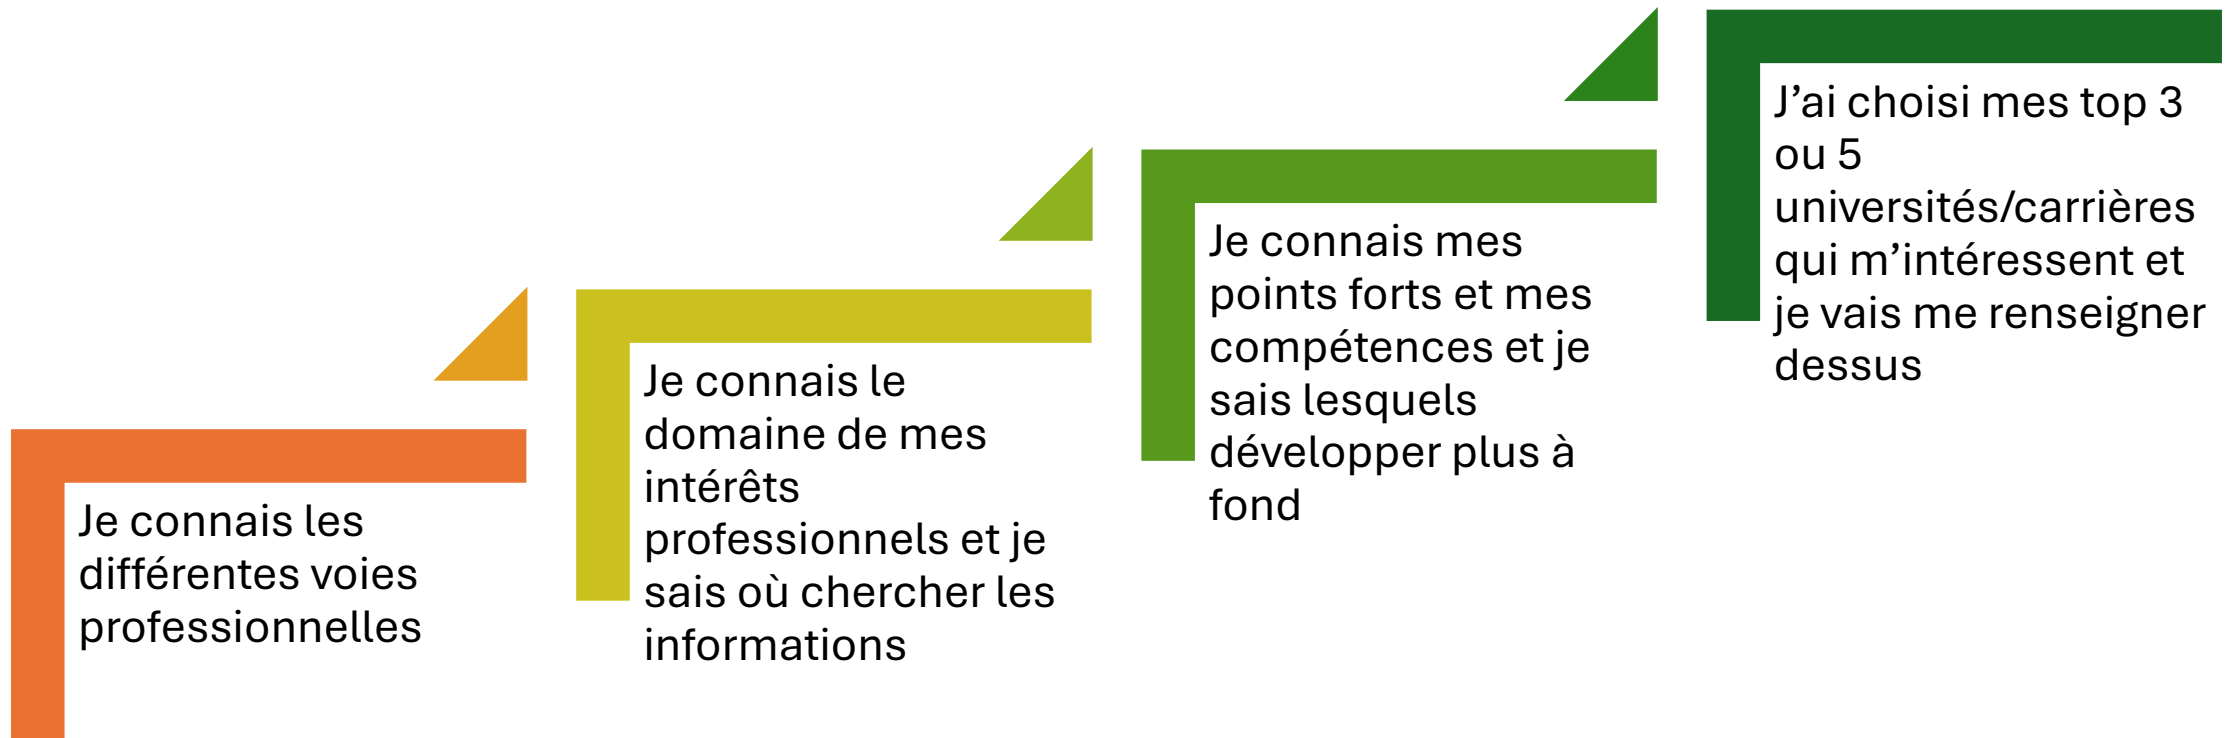 Je connais les
différentes voies
professionnelles
Je connais le
domaine de mes
intérêts
professionnels et je
sais où chercher les
informations
Je connais mes
points forts et mes
compétences et je
sais lesquels
développer plus à
fond
J’ai choisi mes top 3
ou 5
universités/carrières
qui m’intéressent et
je vais me renseigner
dessus